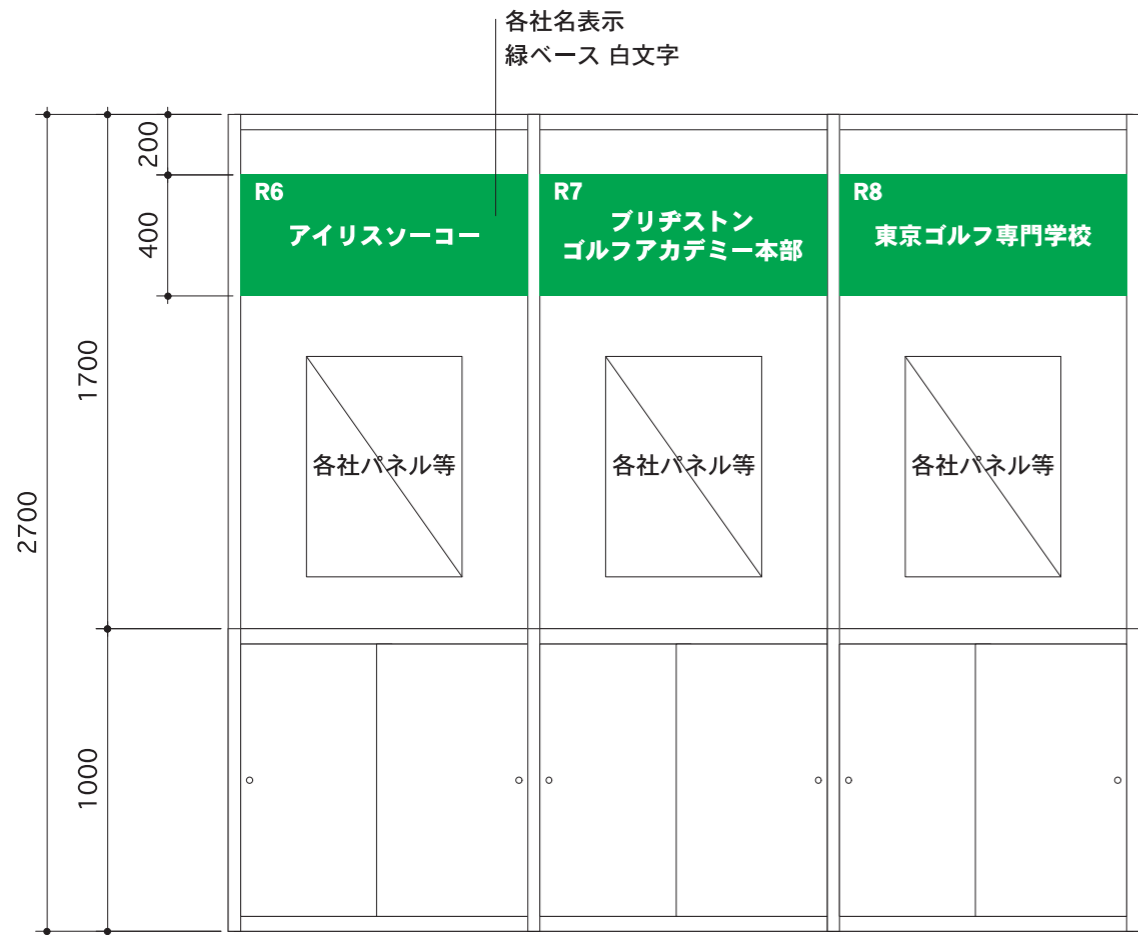 各社名表示
緑ベース 白文字
200
400
1700
2700
1000
R6
アイリスソーコー
R7
ブリヂストン
ゴルフアカデミー本部
R8
東京ゴルフ専門学校
各社パネル等
各社パネル等
各社パネル等